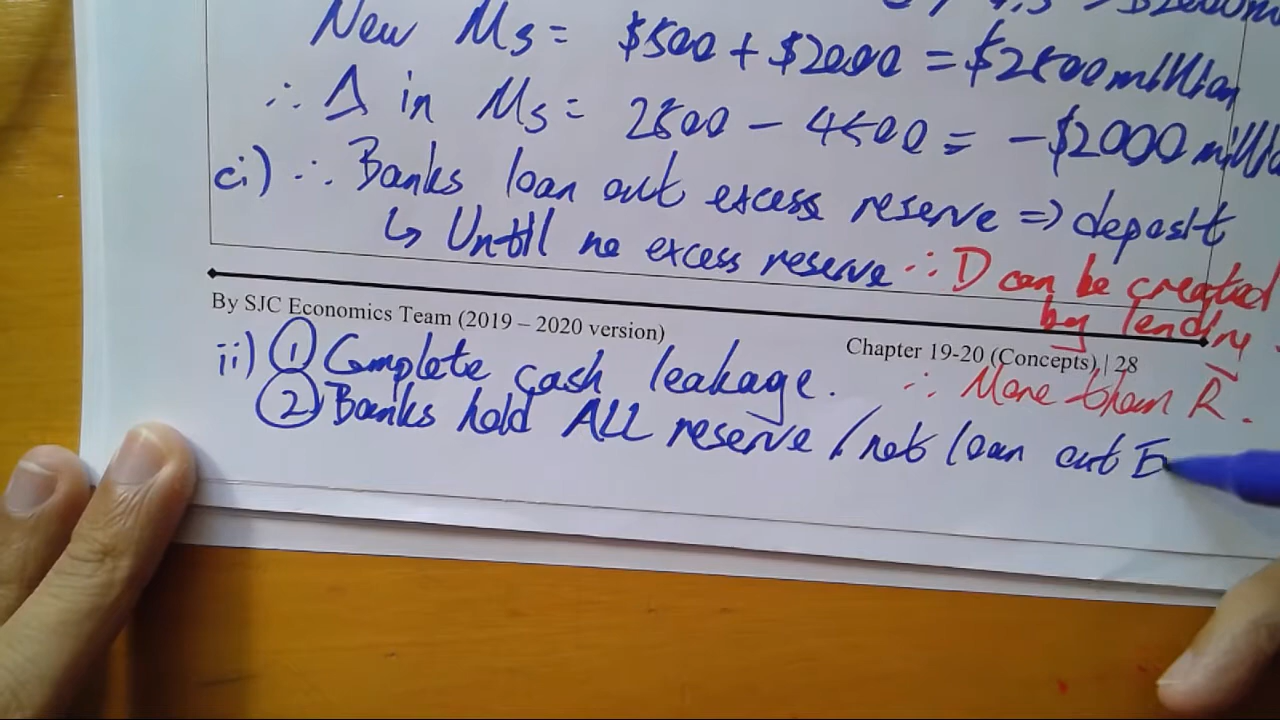 New Ms = $500 + $2000 = $2500 million
∴ Δ in Ms = 2500 - 4500 = -$2000 million
ci) ∴ Banks loan out excess reserve => deposit
↳ Until no excess reserve ∴ D can be created
by lending.
By SJC Economics Team (2019 – 2020 version)
Chapter 19-20 (Concepts) | 28
ii) ① Complete cash leakage. ∴ More than R.
② Banks hold ALL reserve / not loan out E